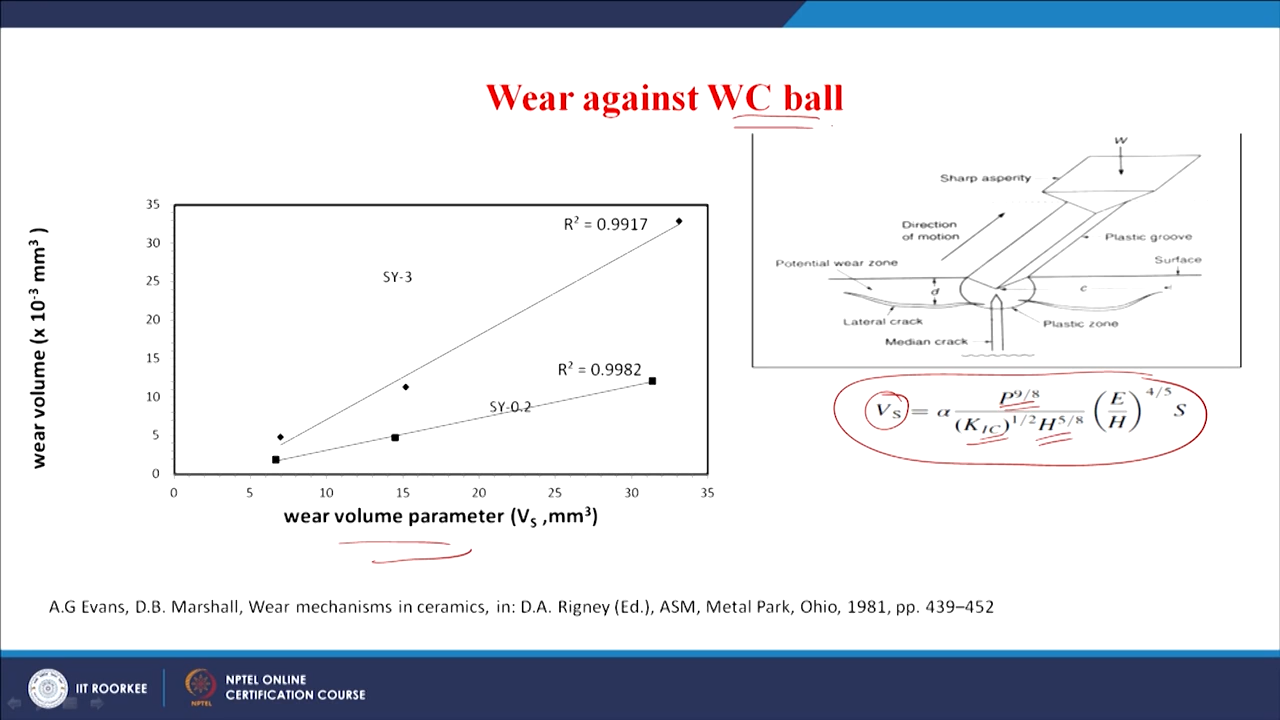 Wear against WC ball
wear volume (x 10⁻³ mm³ )
35
30
25
20
15
10
5
0
R² = 0.9917
SY-3
R² = 0.9982
SY-0.2
0 5 10 15 20 25 30 35
wear volume parameter (V_S ,mm³)
W
Sharp asperity
Direction
of motion
Plastic groove
Potential wear zone
Surface
d
c
Lateral crack
Plastic zone
Median crack
V_S = α P^9/8 / (K_IC)^1/2 H^5/8 (E/H)^4/5 S
A.G Evans, D.B. Marshall, Wear mechanisms in ceramics, in: D.A. Rigney (Ed.), ASM, Metal Park, Ohio, 1981, pp. 439–452
IIT ROORKEE
NPTEL
NPTEL ONLINE
CERTIFICATION COURSE